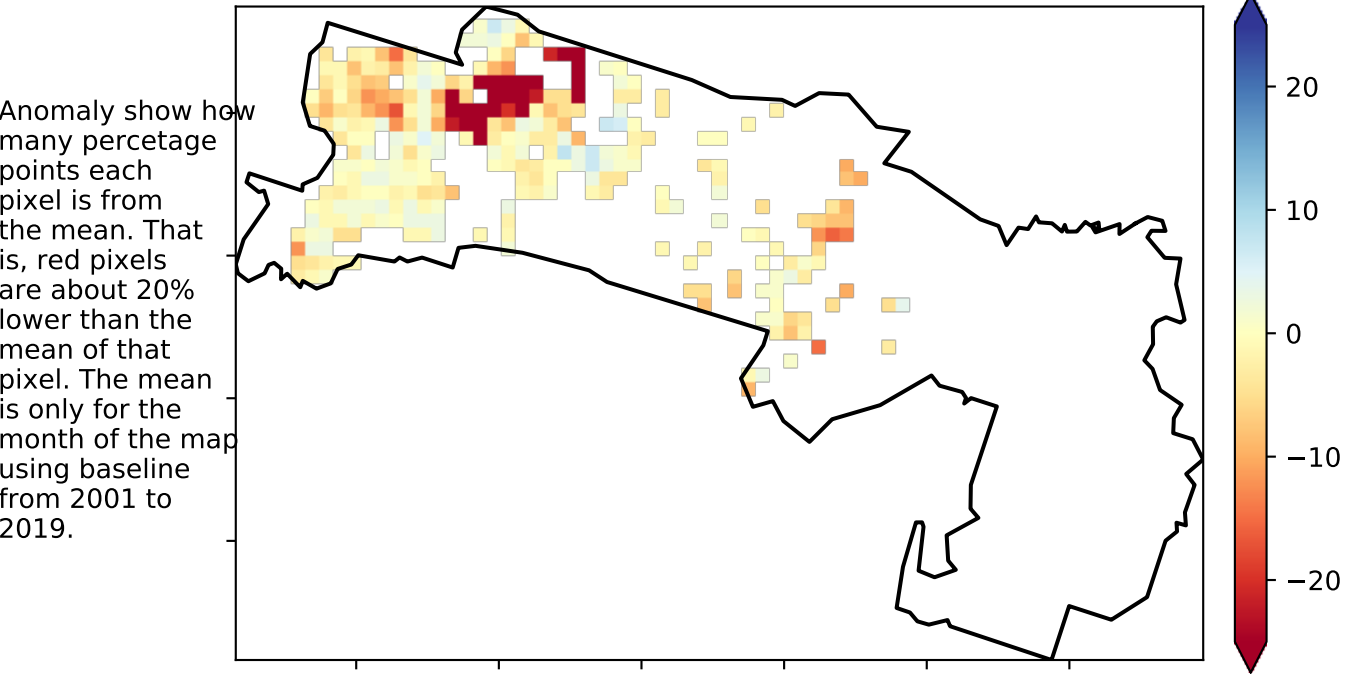 Anomaly show how
many percetage
points each
pixel is from
the mean. That
is, red pixels
are about 20%
lower than the
mean of that
pixel. The mean
is only for the
month of the map
using baseline
from 2001 to
2019.
20
10
0
−10
−20